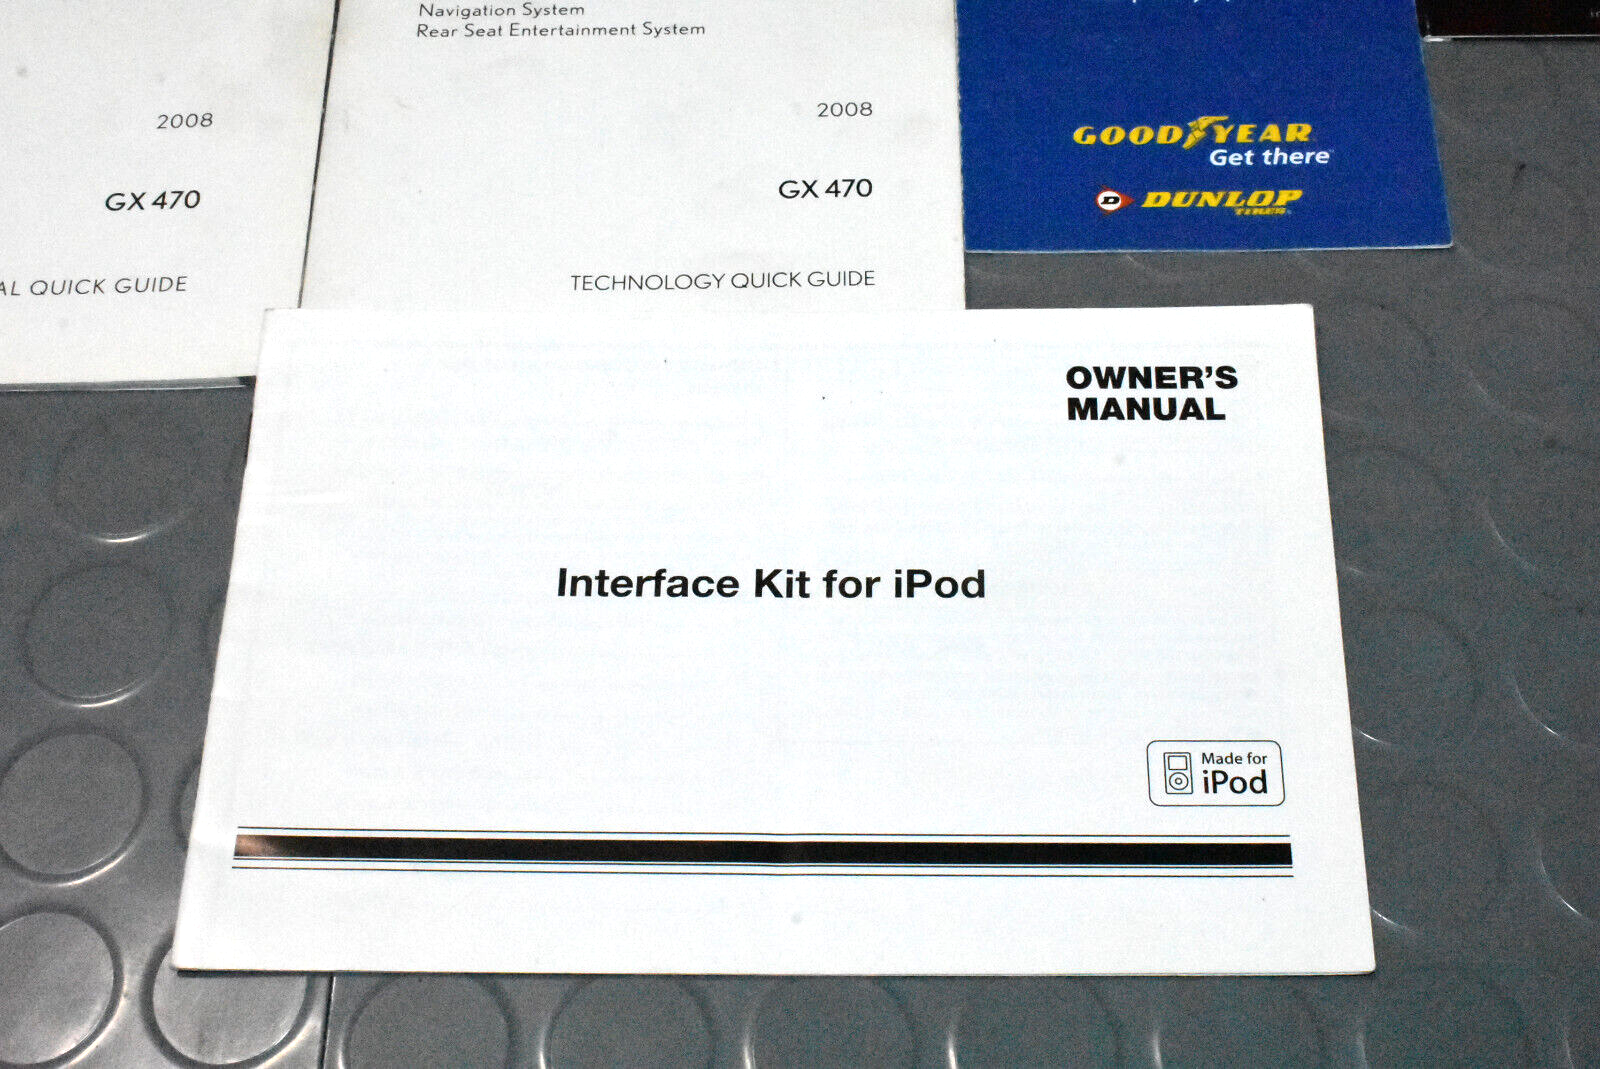 Navigation System
Rear Seat Entertainment System
2008
GX 470
AL QUICK GUIDE
2008
GX 470
TECHNOLOGY QUICK GUIDE
GOODYEAR
Get there
D DUNLOP
TIRES
OWNER'S
MANUAL
Interface Kit for iPod
Made for
iPod